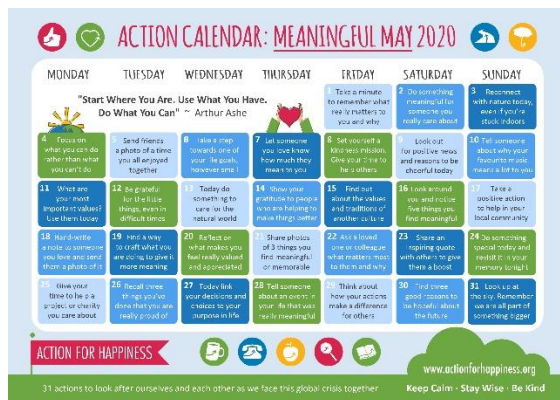 ACTION CALENDAR: MEANINGFUL MAY 2020
MONDAY TUESDAY WEDNESDAY THURSDAY FRIDAY SATURDAY SUNDAY
"Start Where You Are. Use What You Have.
Do What You Can" ~ Arthur Ashe
1 Take a minute
to remember what
really matters to
you and why
2 Do something
meaningful for
someone you
really care about
3 Reconnect
with nature today,
even if you're
stuck indoors
4 Focus on
what you can do
rather than what
you can't do
5 Send friends
a photo of a time
you all enjoyed
together
6 Take a step
towards one of
your life goals,
however small
7 Let someone
you love know
how much they
mean to you
8 Set yourself a
kindness mission.
Give your time to
help others
9 Look out
for positive news
and reasons to be
cheerful today
10 Tell someone
about why your
favourite music
means a lot to you
11 What are
your most
important values?
Use them today
12 Be grateful
for the little
things, even in
difficult times
13 Today do
something to
care for the
natural world
14 Show your
gratitude to people
who are helping to
make things better
15 Find out
about the values
and traditions of
another culture
16 Look around
you and notice
five things you
find meaningful
17 Take a
positive action
to help in your
local community
18 Hand-write
a note to someone
you love and send
them a photo of it
19 Find a way
to craft what you
are doing to give it
more meaning
20 Reflect on
what makes you
feel really valued
and appreciated
21 Share photos
of 3 things you
find meaningful
or memorable
22 Ask a loved
one or colleague
what matters most
to them and why
23 Share an
inspiring quote
with others to give
them a boost
24 Do something
special today and
revisit it in your
memory tonight
25 Give your
time to help a
project or charity
you care about
26 Recall three
things you've
done that you are
really proud of
27 Today link
your decisions and
choices to your
purpose in life
28 Tell someone
about an event in
your life that was
really meaningful
29 Think about
how your actions
make a difference
for others
30 Find three
good reasons to
be hopeful about
the future
31 Look up at
the sky. Remember
we are all part of
something bigger
ACTION FOR HAPPINESS
www.actionforhappiness.org
31 actions to look after ourselves and each other as we face this global crisis together
Keep Calm · Stay Wise · Be Kind